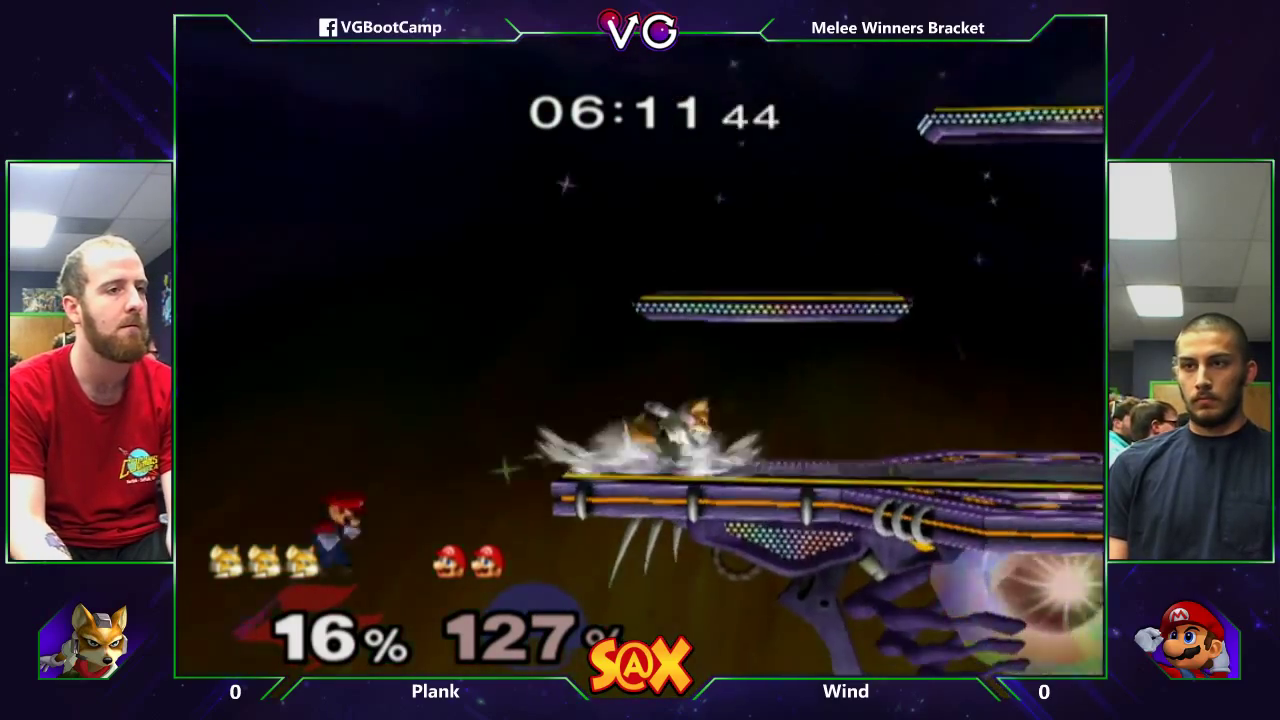 VGBootCamp
VG
Melee Winners Bracket
06:11 44
16%
127%
S@X
0
Plank
Wind
0